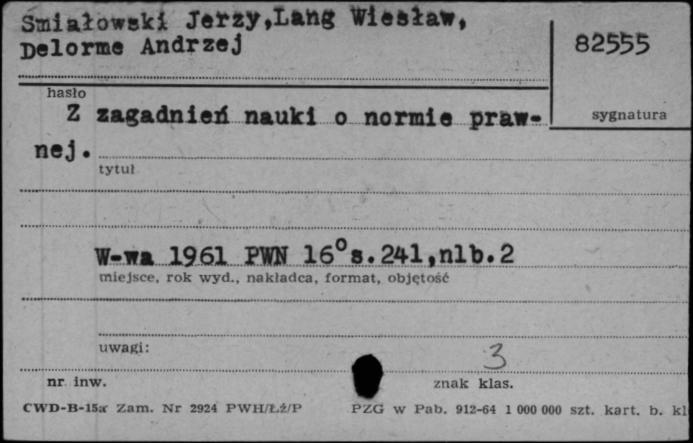 Smiałowski Jerzy,Lang Wiesław,
Delorme Andrzej
82555
hasło
sygnatura
Z zagadnień nauki o normie praw-
nej.
tytuł
W-wa 1961 PWN 16° s.241,nlb.2
miejsce, rok wyd., nakładca, format, objętość
uwagi:
3
nr inw.
znak klas.
CWD-B-15a Zam. Nr 2924 PWH/Łź/P PZG w Pab. 912-64 1 000 000 szt. kart. b. kl